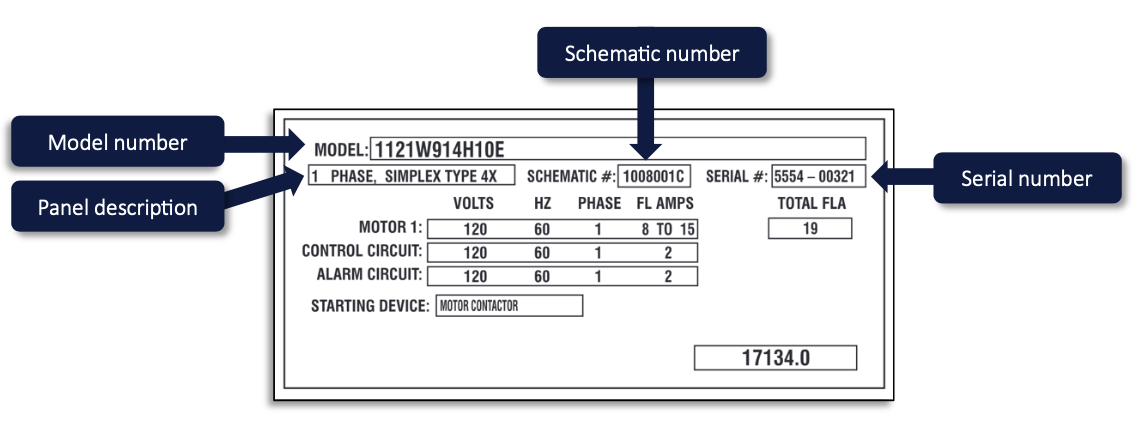 Schematic number
Model number
MODEL: 1121W914H10E
Panel description
1 PHASE, SIMPLEX TYPE 4X SCHEMATIC #: 1008001C SERIAL #: 5554 – 00321
Serial number
VOLTS HZ PHASE FL AMPS TOTAL FLA
MOTOR 1: 120 60 1 8 TO 15 19
CONTROL CIRCUIT: 120 60 1 2
ALARM CIRCUIT: 120 60 1 2
STARTING DEVICE: MOTOR CONTACTOR
17134.0